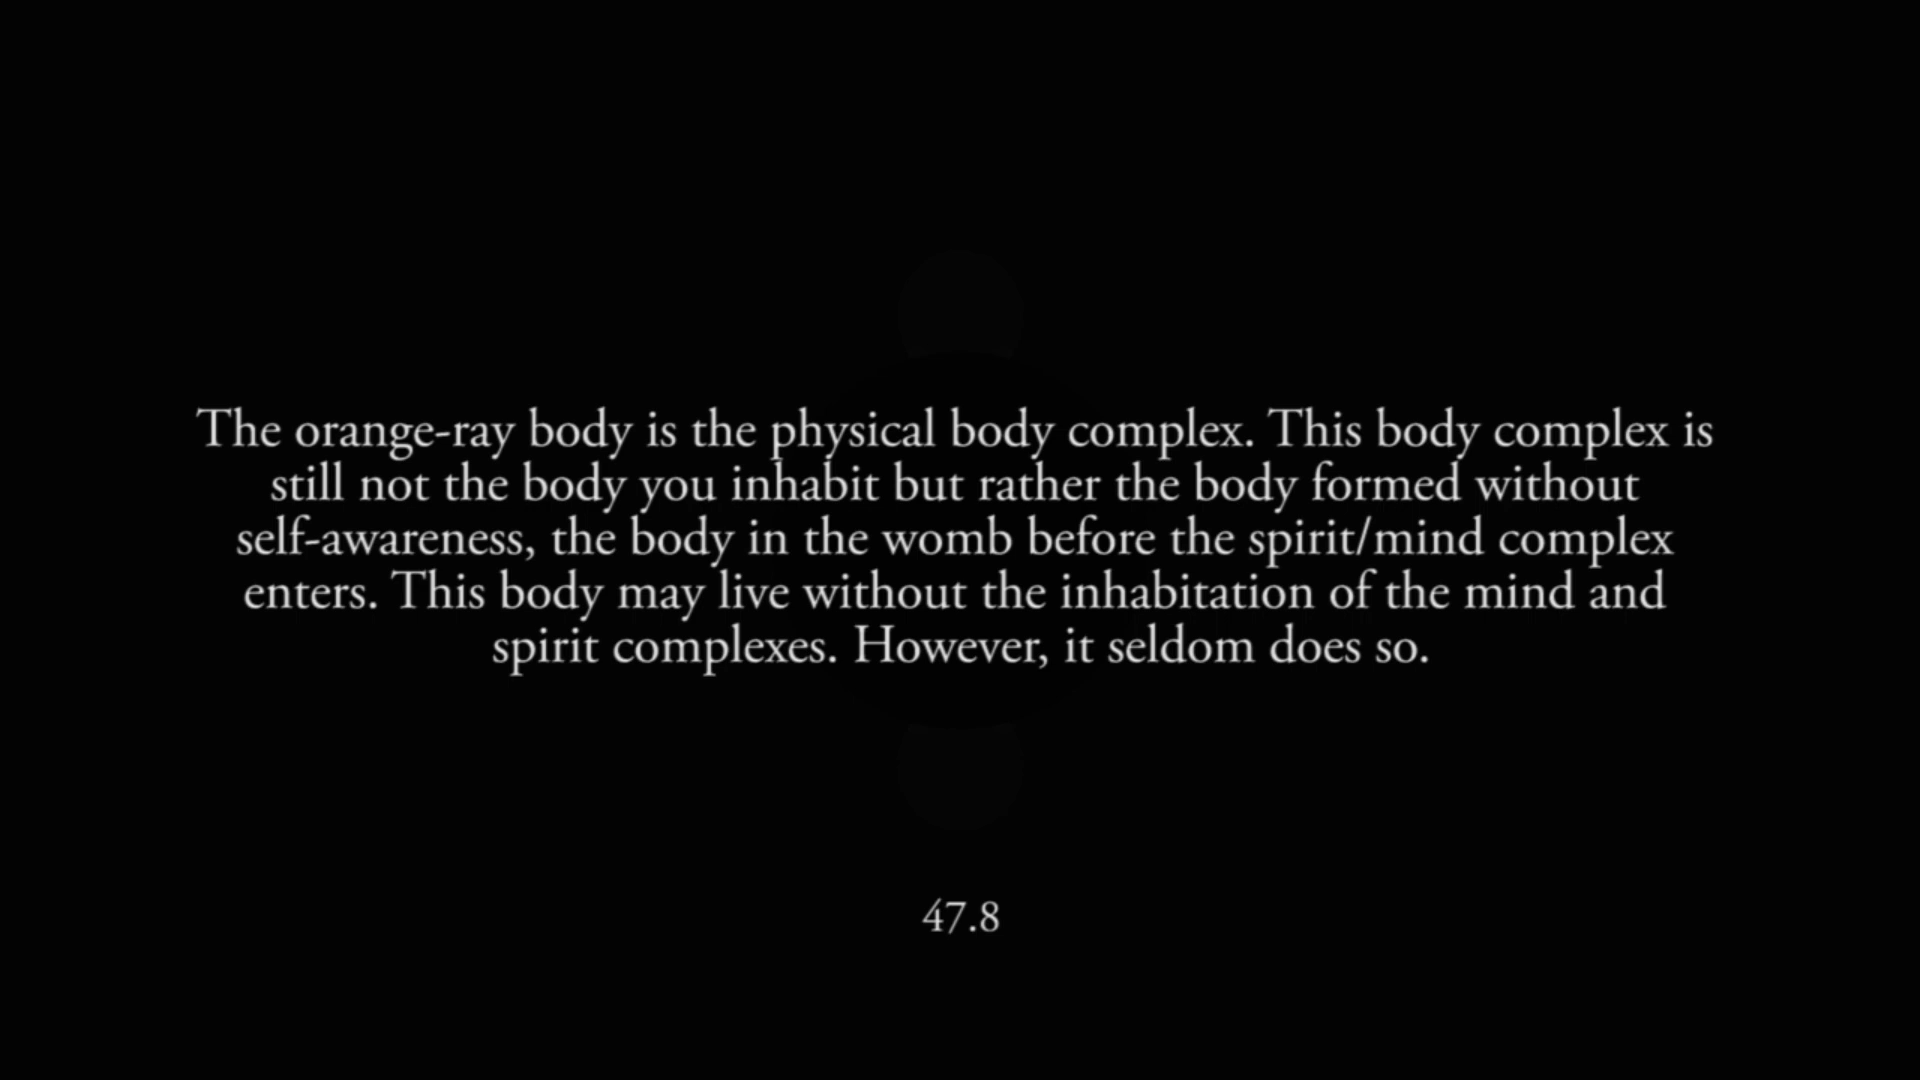 The orange-ray body is the physical body complex. This body complex is
still not the body you inhabit but rather the body formed without
self-awareness, the body in the womb before the spirit/mind complex
enters. This body may live without the inhabitation of the mind and
spirit complexes. However, it seldom does so.
47.8